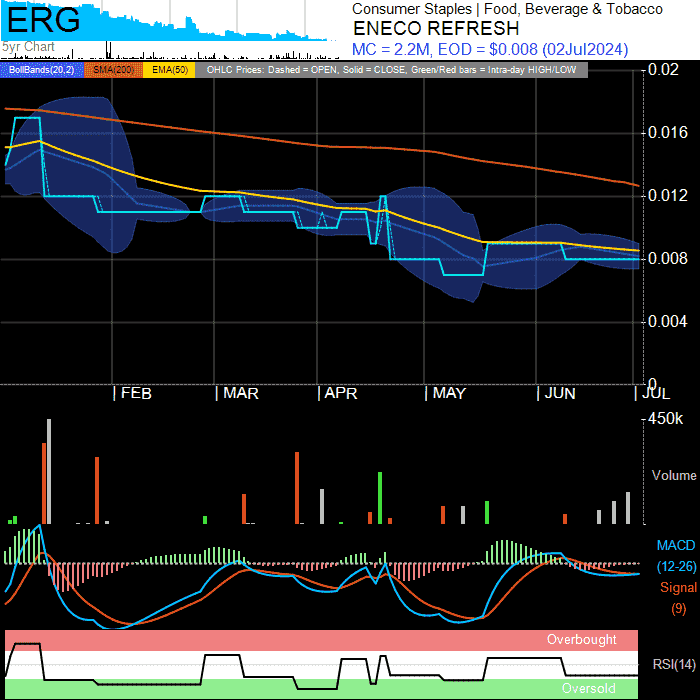 ERG
5yr Chart
Consumer Staples | Food, Beverage & Tobacco
ENECO REFRESH
MC = 2.2M, EOD = $0.008 (02Jul2024)
BollBands(20,2) SMA(200) EMA(50) OHLC Prices: Dashed = OPEN, Solid = CLOSE, Green/Red bars = Intra-day HIGH/LOW
0.02
0.016
0.012
0.008
0.004
0
FEB MAR APR MAY JUN JUL
450k
Volume
MACD
(12-26)
Signal
(9)
Overbought
RSI(14)
Oversold